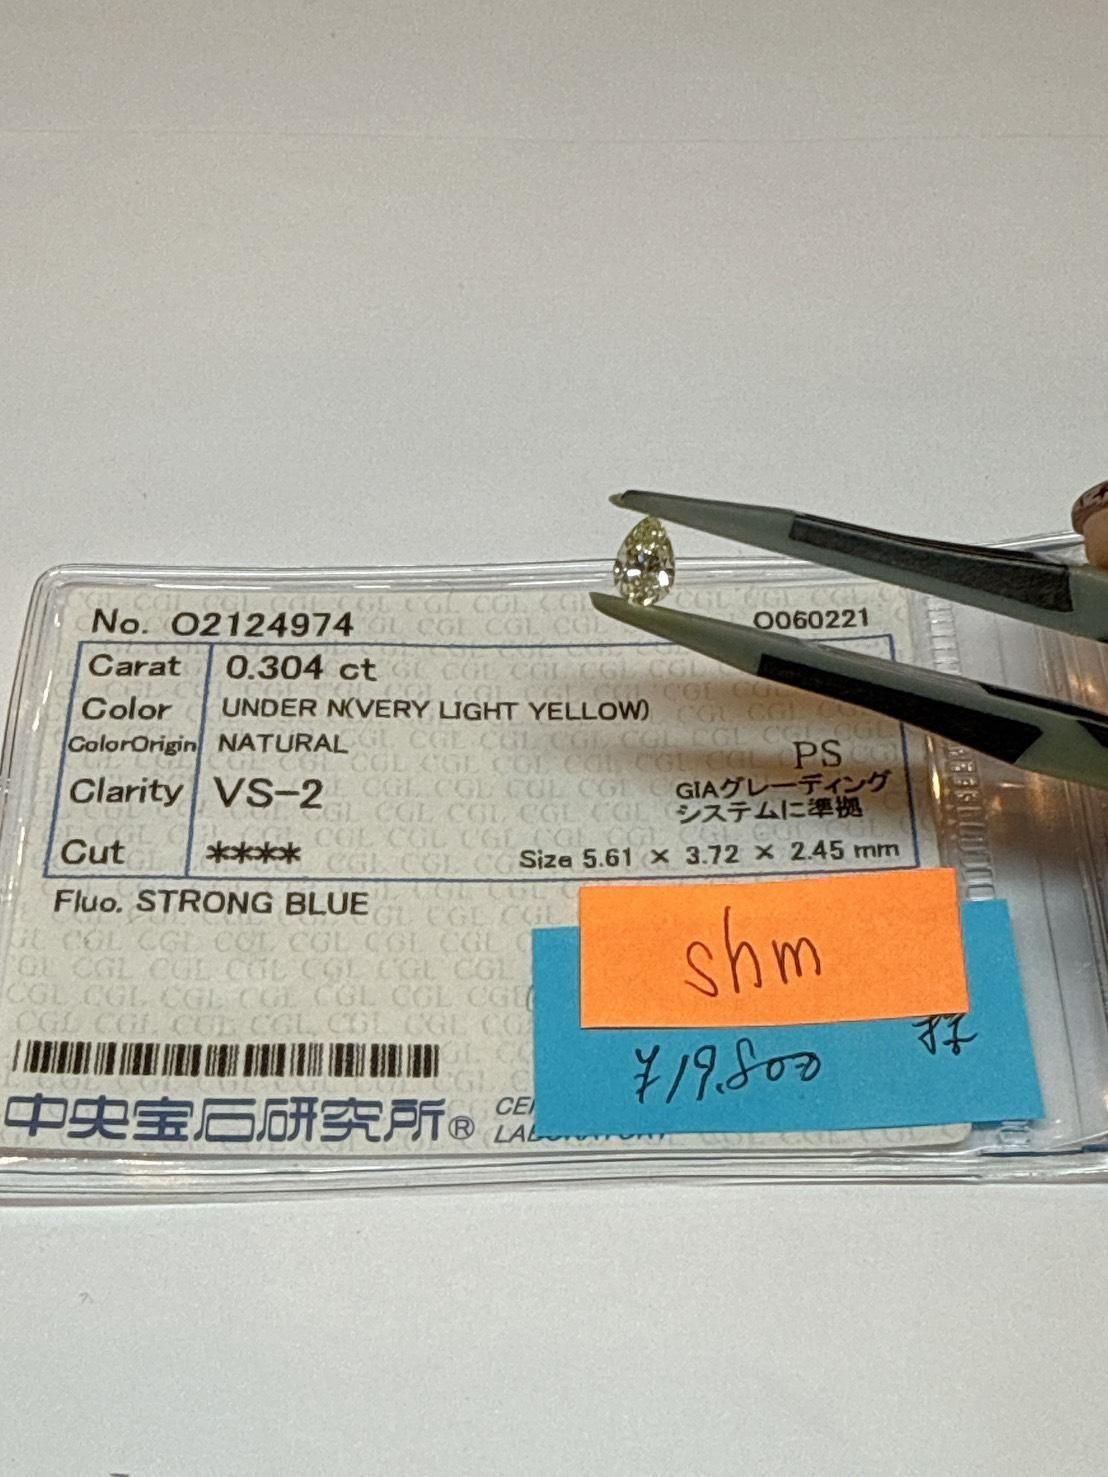 No. O2124974 O060221
Carat 0.304 ct
Color UNDER N(VERY LIGHT YELLOW)
ColorOrigin NATURAL
PS
Clarity VS-2
GIAグレーディング
システムに準拠
Cut ****
Size 5.61 × 3.72 × 2.45 mm
Fluo. STRONG BLUE
shm
¥19.800
中央宝石研究所®